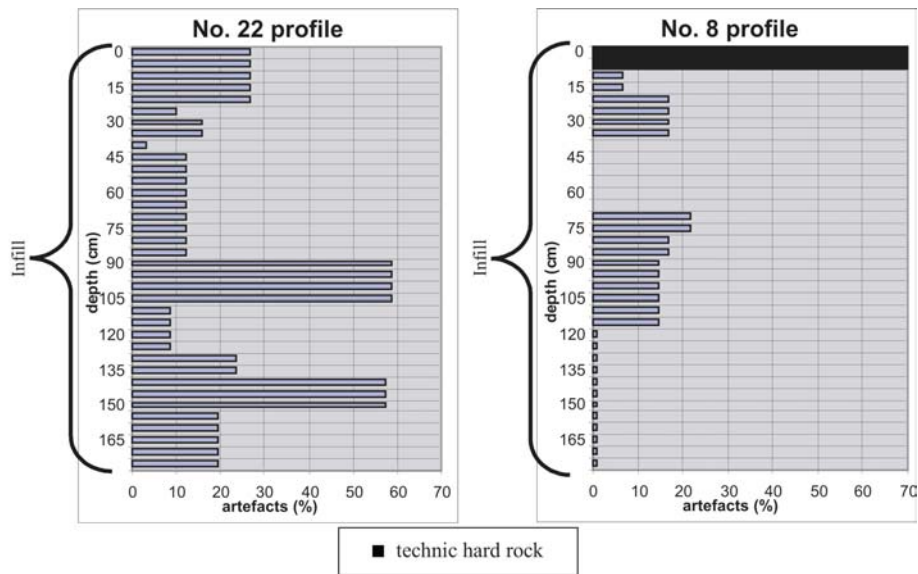 No. 22 profile
Infill
depth (cm)
0
15
30
45
60
75
90
105
120
135
150
165
0 10 20 30 40 50 60 70
artefacts (%)
No. 8 profile
Infill
depth (cm)
0
15
30
45
60
75
90
105
120
135
150
165
0 10 20 30 40 50 60 70
artefacts (%)
technic hard rock